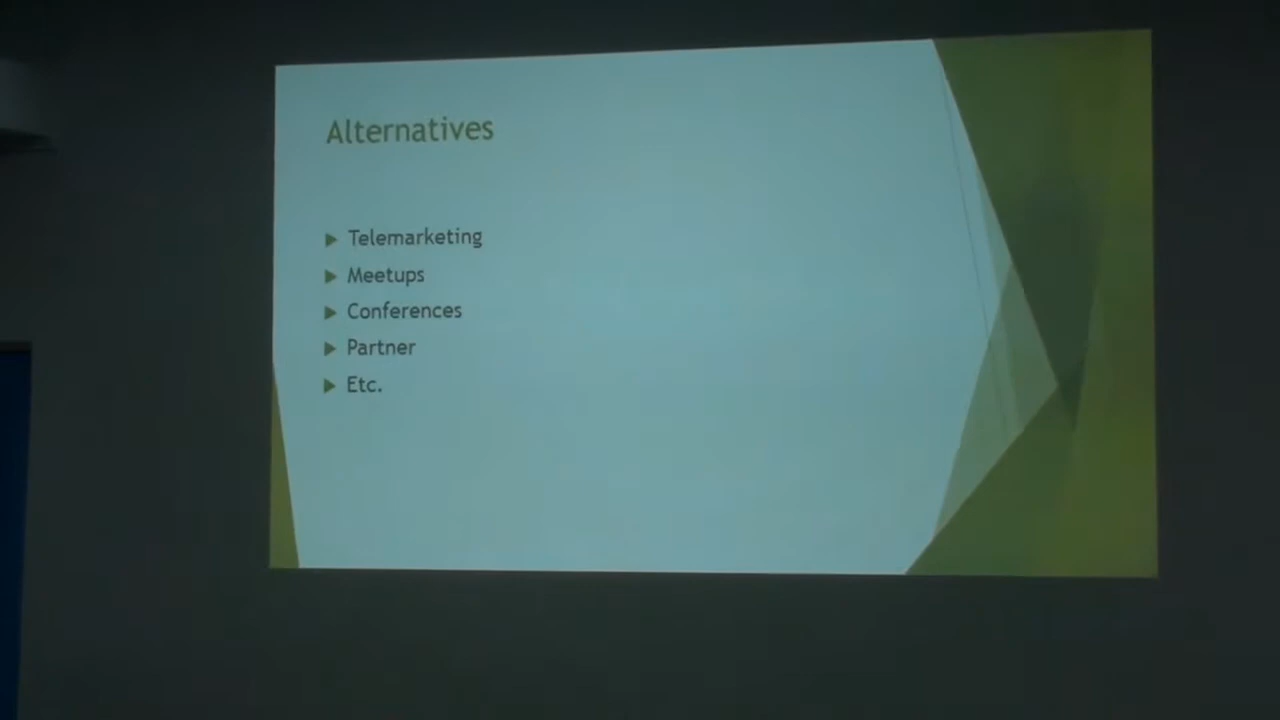 Alternatives
Telemarketing
Meetups
Conferences
Partner
Etc.